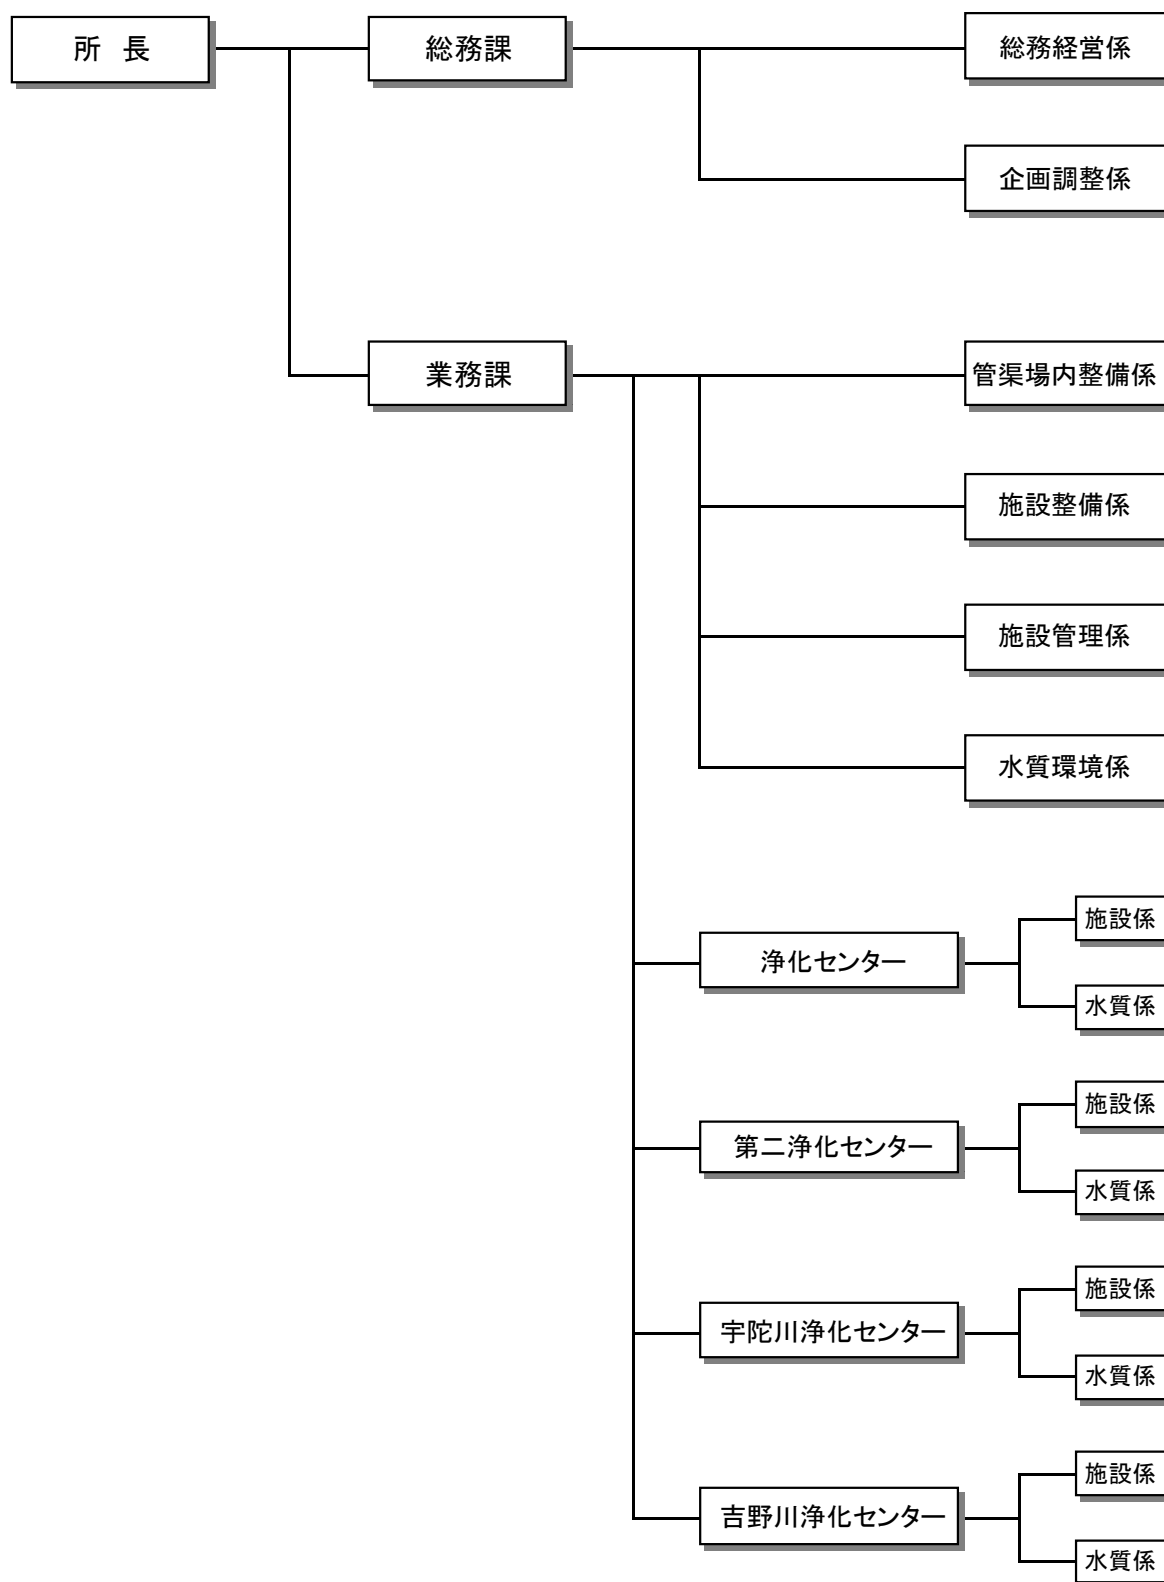 所 長
総務課
総務経営係
企画調整係
業務課
管渠場内整備係
施設整備係
施設管理係
水質環境係
浄化センター
施設係
水質係
第二浄化センター
施設係
水質係
宇陀川浄化センター
施設係
水質係
吉野川浄化センター
施設係
水質係